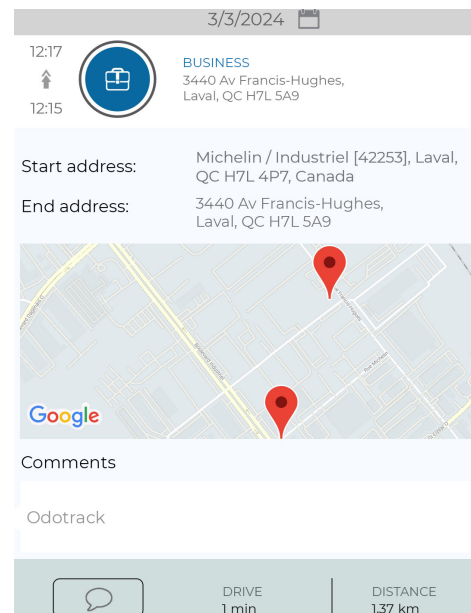 3/3/2024
12:17
12:15
BUSINESS
3440 Av Francis-Hughes,
Laval, QC H7L 5A9
Start address:
Michelin / Industriel [42253], Laval,
QC H7L 4P7, Canada
End address:
3440 Av Francis-Hughes,
Laval, QC H7L 5A9
Google
Comments
Odotrack
DRIVE
1 min
DISTANCE
1.37 km